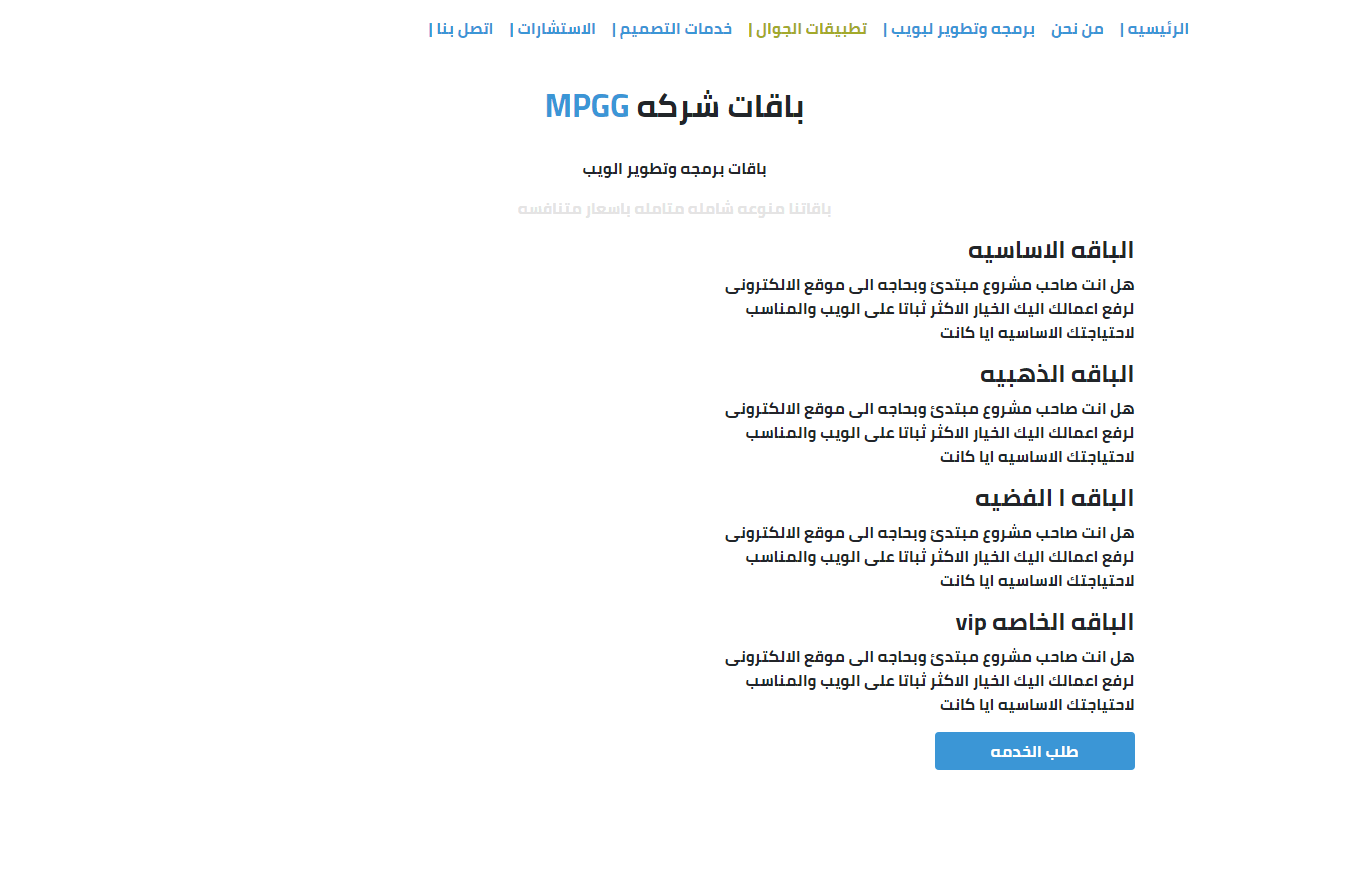 الرئيسيه | من نحن برمجه وتطوير لبويب | تطبيقات الجوال | خدمات التصميم | الاستشارات | اتصل بنا |
باقات شركه MPGG
باقات برمجه وتطوير الويب
باقاتنا منوعه شامله متامله باسعار متنافسه
الباقه الاساسيه
هل انت صاحب مشروع مبتدئ وبحاجه الى موقع الالكترونى
لرفع اعمالك اليك الخيار الاكثر ثباتا على الويب والمناسب
لاحتياجتك الاساسيه ايا كانت
الباقه الذهبيه
هل انت صاحب مشروع مبتدئ وبحاجه الى موقع الالكترونى
لرفع اعمالك اليك الخيار الاكثر ثباتا على الويب والمناسب
لاحتياجتك الاساسيه ايا كانت
الباقه ا الفضيه
هل انت صاحب مشروع مبتدئ وبحاجه الى موقع الالكترونى
لرفع اعمالك اليك الخيار الاكثر ثباتا على الويب والمناسب
لاحتياجتك الاساسيه ايا كانت
الباقه الخاصه vip
هل انت صاحب مشروع مبتدئ وبحاجه الى موقع الالكترونى
لرفع اعمالك اليك الخيار الاكثر ثباتا على الويب والمناسب
لاحتياجتك الاساسيه ايا كانت
طلب الخدمه